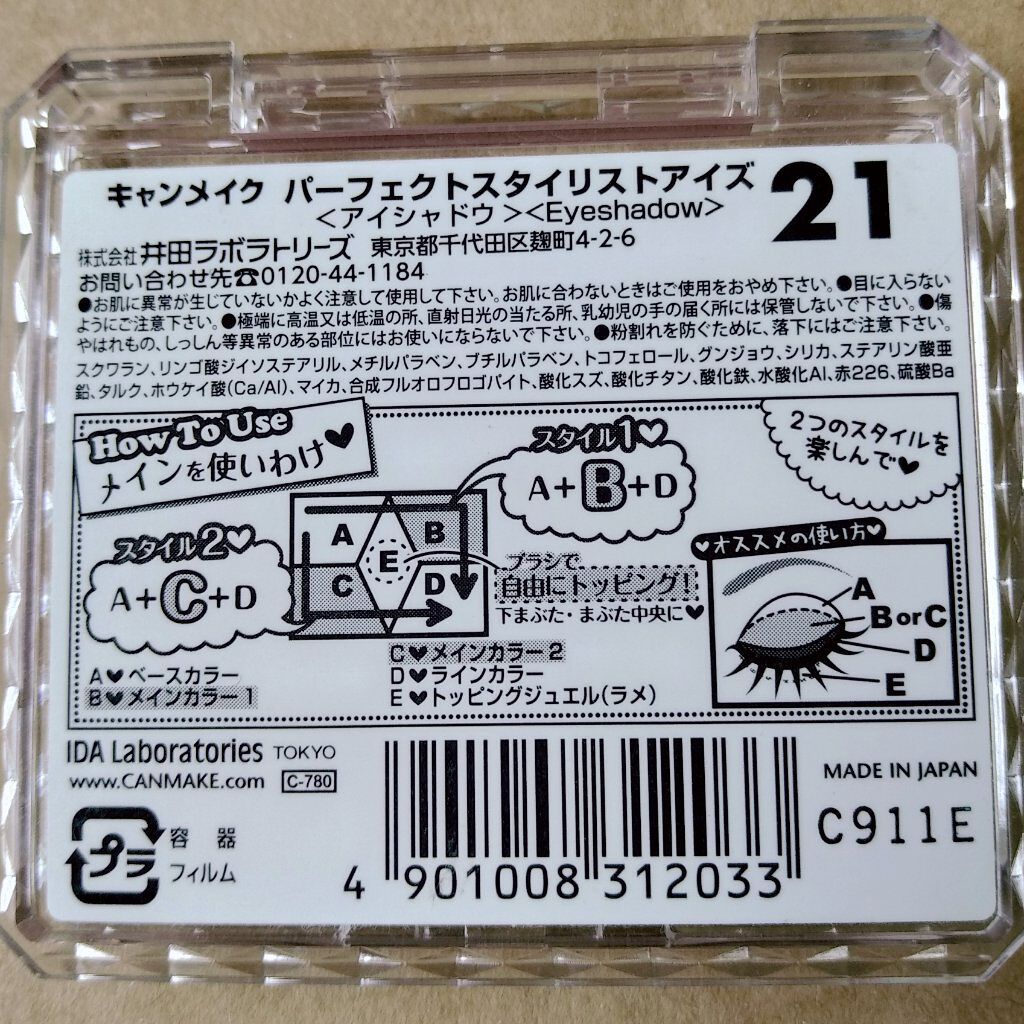 キャンメイク パーフェクトスタイリストアイズ 21
＜アイシャドウ＞＜Eyeshadow＞
株式会社 井田ラボラトリーズ 東京都千代田区麹町4-2-6
お問い合わせ先☎0120-44-1184
●お肌に異常が生じていないかよく注意して使用して下さい。お肌に合わないときはご使用をおやめ下さい。●目に入らない
ようにご注意下さい。●極端に高温又は低温の所、直射日光の当たる所、乳幼児の手の届く所には保管しないで下さい。●傷
やはれもの、しっしん等異常のある部位にはお使いにならないで下さい。●粉割れを防ぐために、落下にはご注意下さい。
スクワラン、リンゴ酸ジイソステアリル、メチルパラベン、ブチルパラベン、トコフェロール、グンジョウ、シリカ、ステアリン酸亜
鉛、タルク、ホウケイ酸(Ca/Al)、マイカ、合成フルオロフロゴパイト、酸化スズ、酸化チタン、酸化鉄、水酸化Al、赤226、硫酸Ba
How To Use
メインを使いわけ♥
スタイル1♡
A+B+D
2つのスタイルを
楽しんで♥
スタイル2♡
A+C+D
A
B
C
D
E
ブラシで
自由にトッピング!
下まぶた・まぶた中央に♥
♥オススメの使い方♥
A
B or C
D
E
A♥ベースカラー
B♥メインカラー1
C♥メインカラー2
D♥ラインカラー
E♥トッピングジュエル(ラメ)
IDA Laboratories TOKYO
www.CANMAKE.com C-780
MADE IN JAPAN
C911E
プラ
容 器
フィルム
4 901008 312033